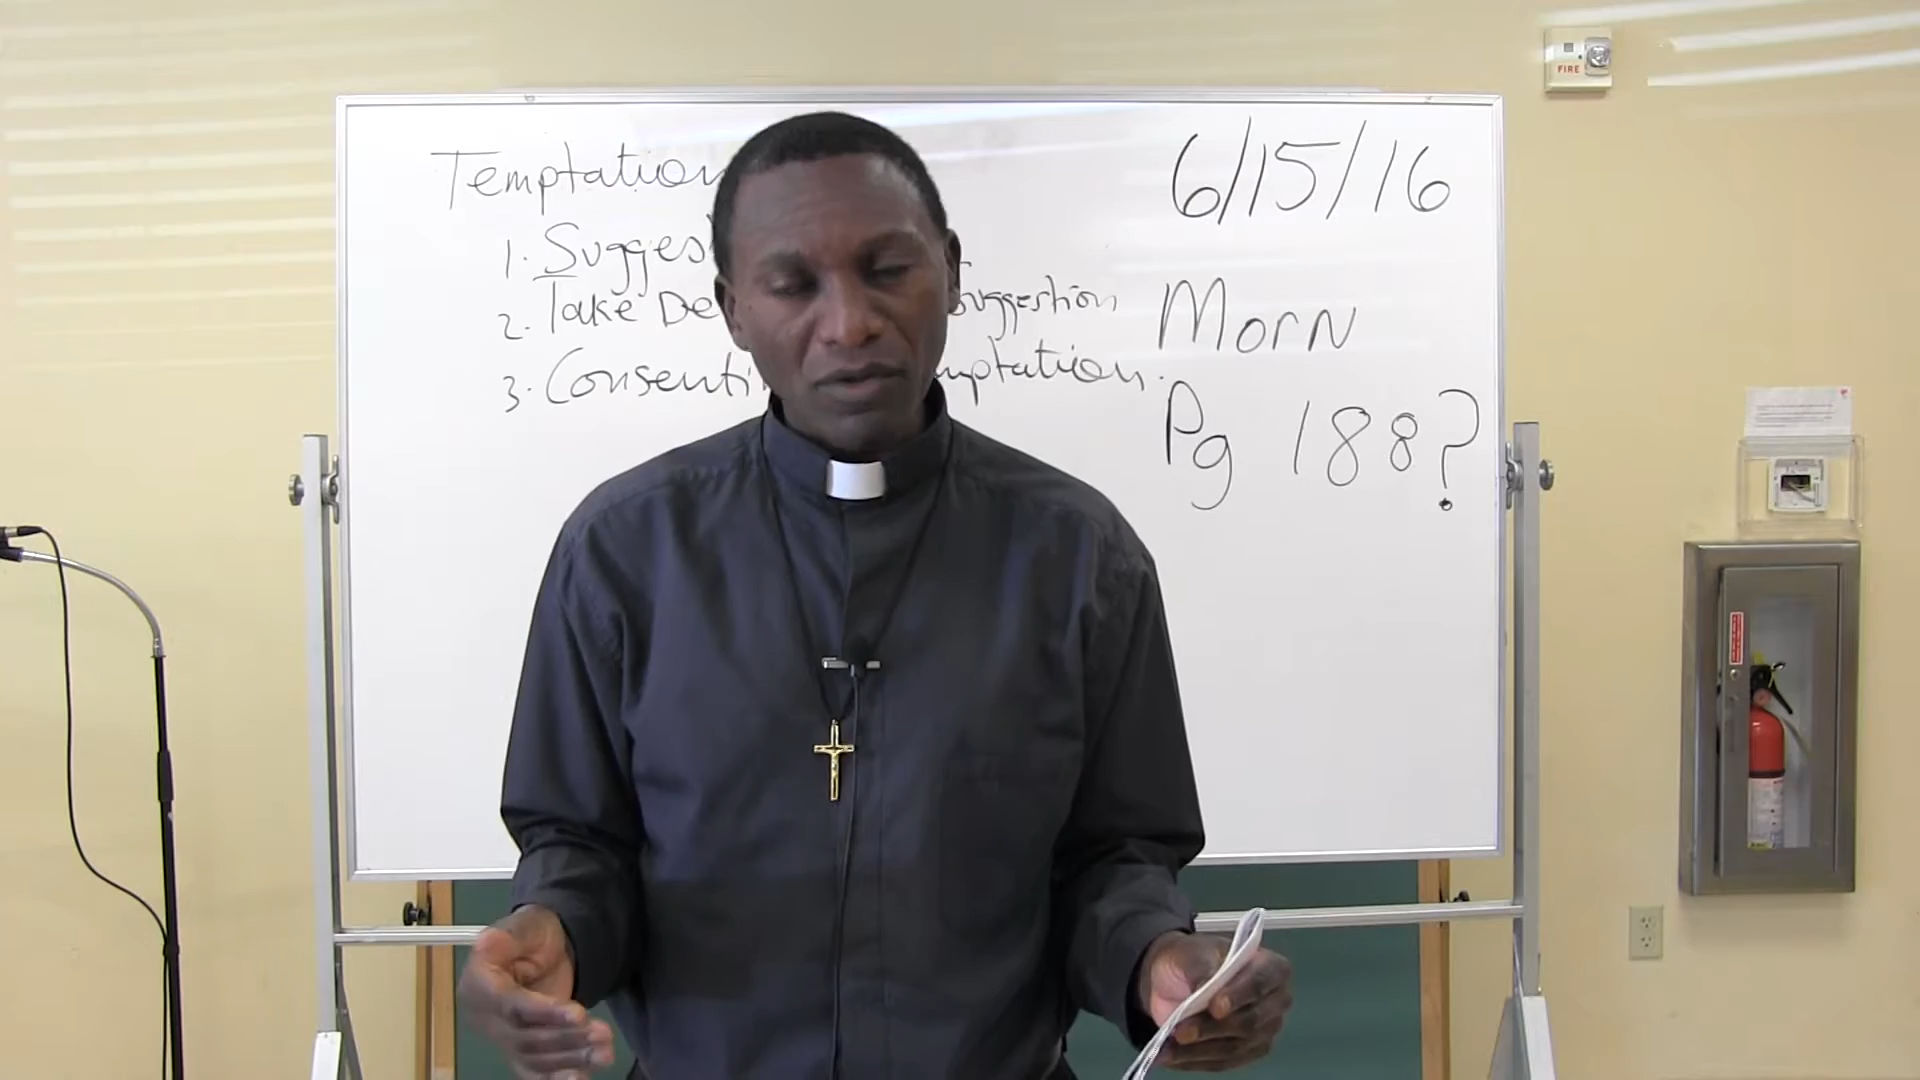 Temptation
1. Sugges
2. Take De Suggestion
3. Consenti mptation.
6/15/16
Morn
Pg 188?
FIRE